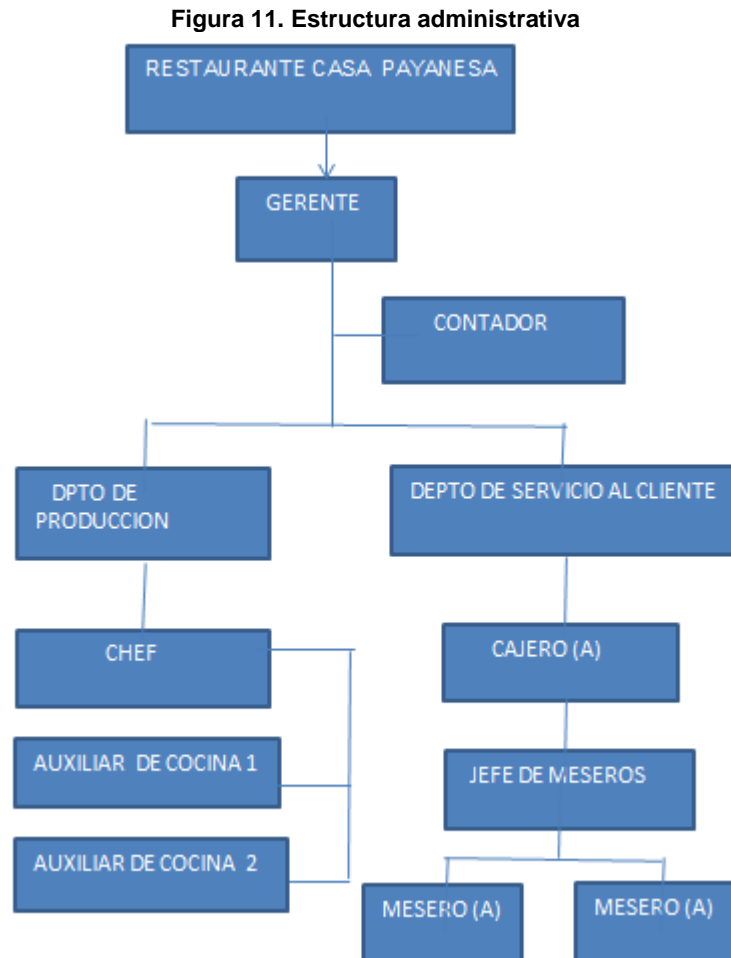 Figura 11. Estructura administrativa
RESTAURANTE CASA PAYANESA
GERENTE
CONTADOR
DPTO DE
PRODUCCION
DEPTO DE SERVICIO AL CLIENTE
CHEF
CAJERO (A)
AUXILIAR DE COCINA 1
JEFE DE MESEROS
AUXILIAR DE COCINA 2
MESERO (A)
MESERO (A)